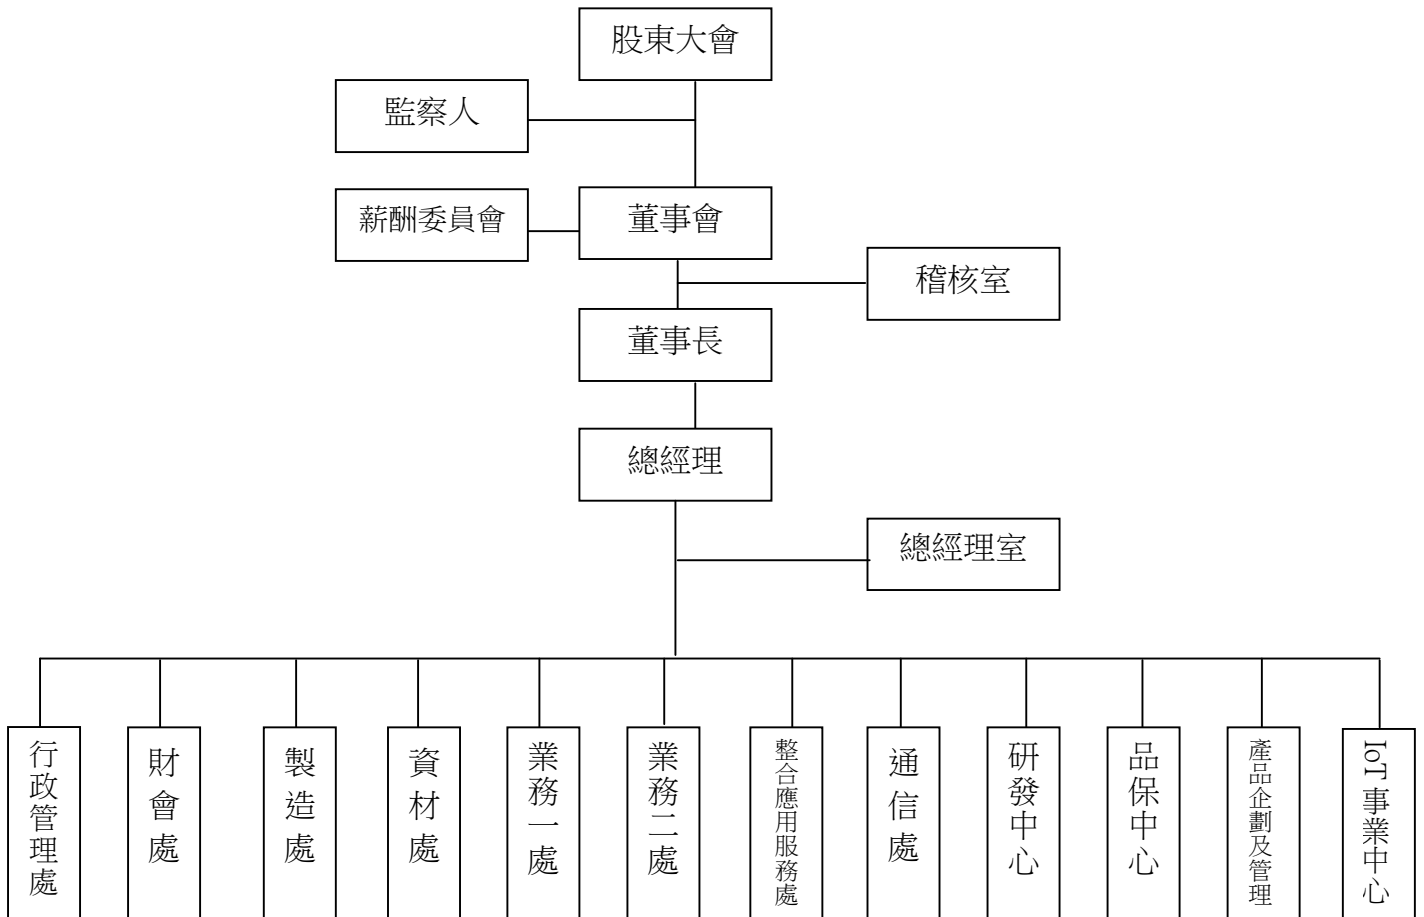 股東大會
監察人
薪酬委員會
董事會
稽核室
董事長
總經理
總經理室
行政管理處
財會處
製造處
資材處
業務一處
業務二處
整合應用服務處
通信處
研發中心
品保中心
產品企劃及管理
IoT事業中心